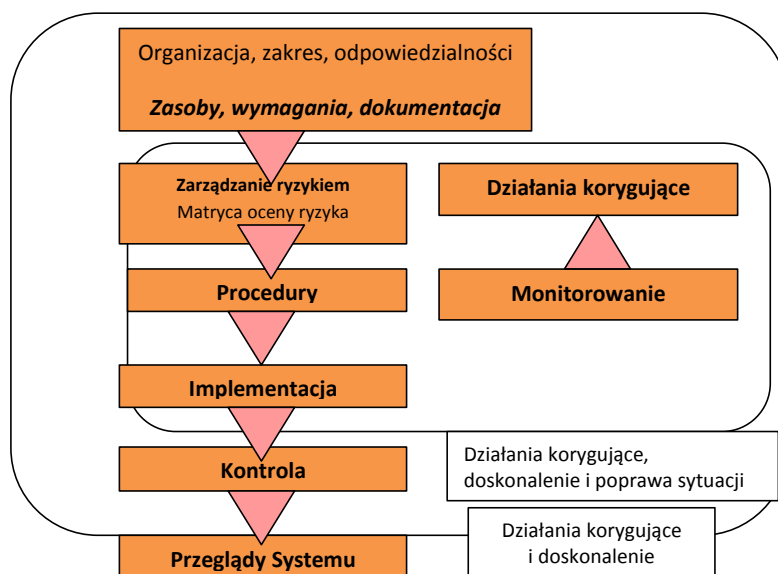 Organizacja, zakres, odpowiedzialności
Zasoby, wymagania, dokumentacja
Zarządzanie ryzykiem
Matryca oceny ryzyka
Działania korygujące
Procedury
Monitorowanie
Implementacja
Kontrola
Działania korygujące,
doskonalenie i poprawa sytuacji
Działania korygujące
i doskonalenie
Przeglądy Systemu